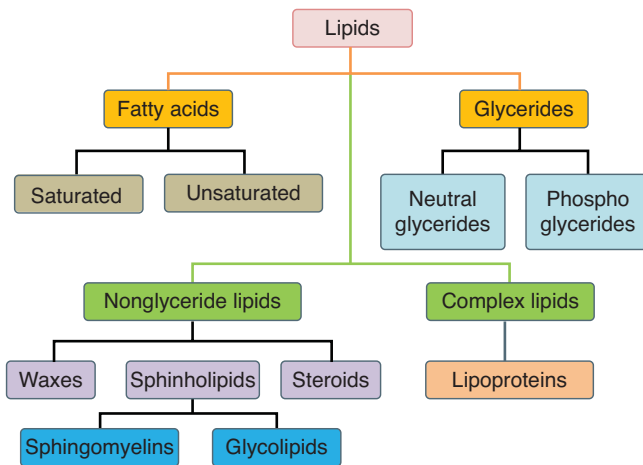 Lipids
Fatty acids
Glycerides
Saturated
Unsaturated
Neutral
glycerides
Phospho
glycerides
Nonglyceride lipids
Complex lipids
Waxes
Sphinholipids
Steroids
Lipoproteins
Sphingomyelins
Glycolipids